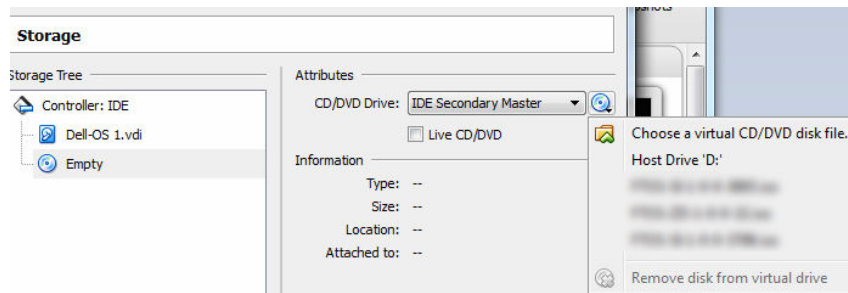 Storage
Storage Tree
Attributes
Controller: IDE
CD/DVD Drive: IDE Secondary Master
Dell-OS 1.vdi
Live CD/DVD
Choose a virtual CD/DVD disk file.
Empty
Information
Host Drive 'D:'
Type: --
Size: --
Location: --
Attached to: --
Remove disk from virtual drive